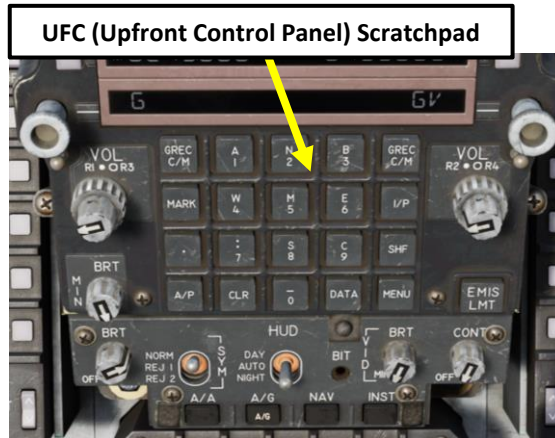 UFC (Upfront Control Panel) Scratchpad
G GV
VOL
R1 R3
GREC C/M
A 1
N 2
B 3
GREC C/M
VOL
R2 R4
MARK
W 4
M 5
E 6
I/P
.
: 7
S 8
C 9
SHF
A/P
CLR
– 0
DATA
MENU
EMIS LMT
BRT
MIN
BRT
OFF
NORM
REJ 1
REJ 2
SYM
HUD
DAY
AUTO
NIGHT
BIT
VID
BRT
MIN
CONT
OFF
A/A
A/G
NAV
INST
A/G